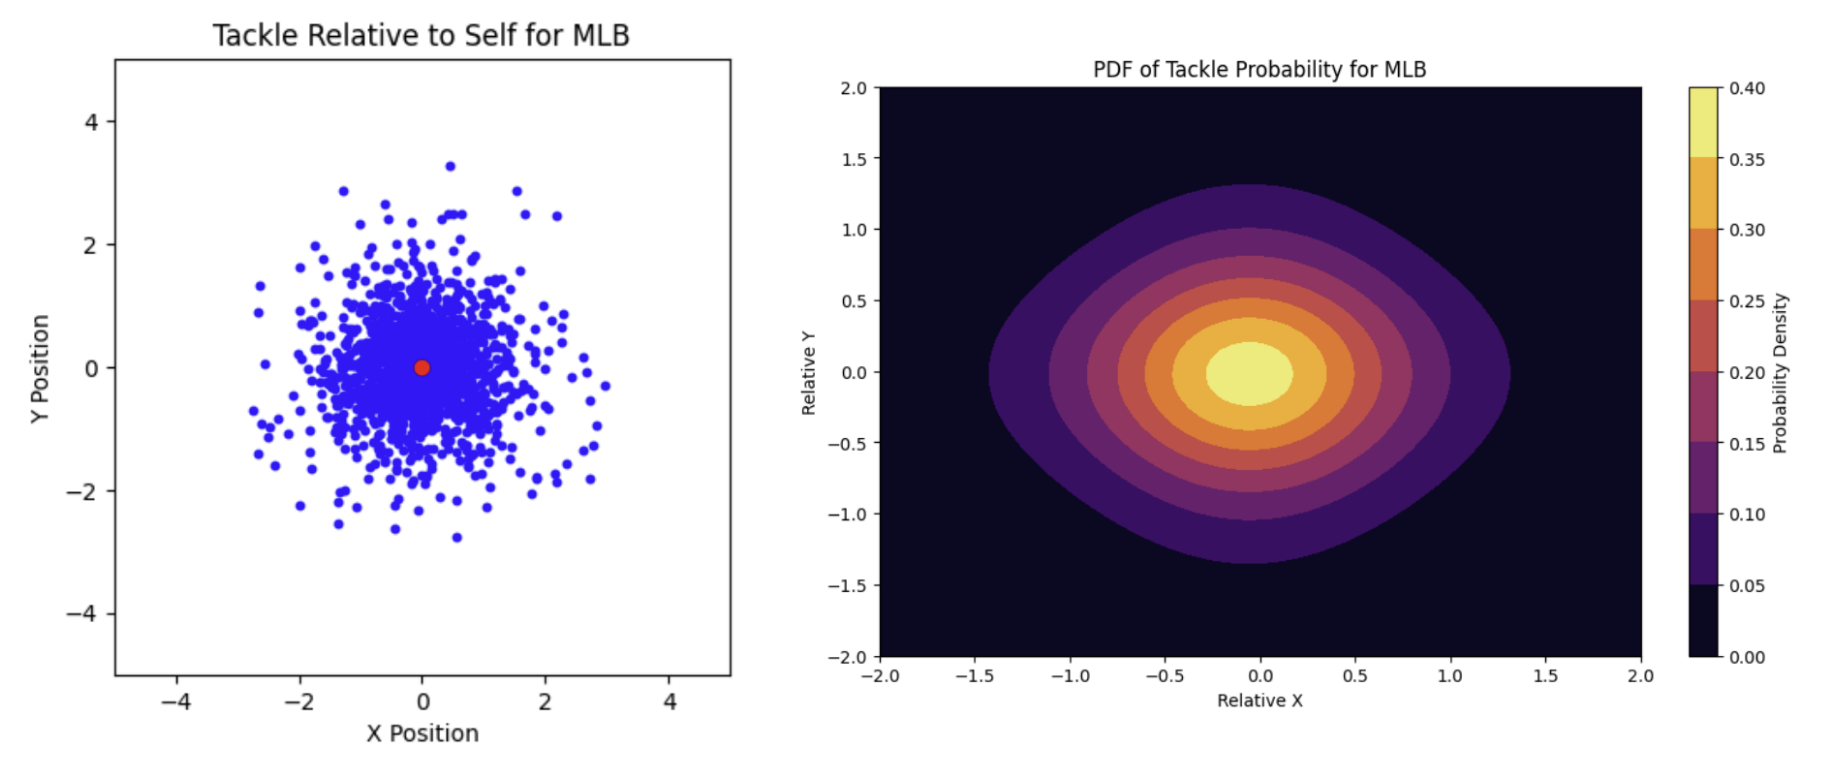 Tackle Relative to Self for MLB
4
2
0
−2
−4
Y Position
−4 −2 0 2 4
X Position
PDF of Tackle Probability for MLB
2.0
1.5
1.0
0.5
0.0
−0.5
−1.0
−1.5
−2.0
Relative Y
−2.0 −1.5 −1.0 −0.5 0.0 0.5 1.0 1.5 2.0
Relative X
0.40
0.35
0.30
0.25
0.20
0.15
0.10
0.05
0.00
Probability Density